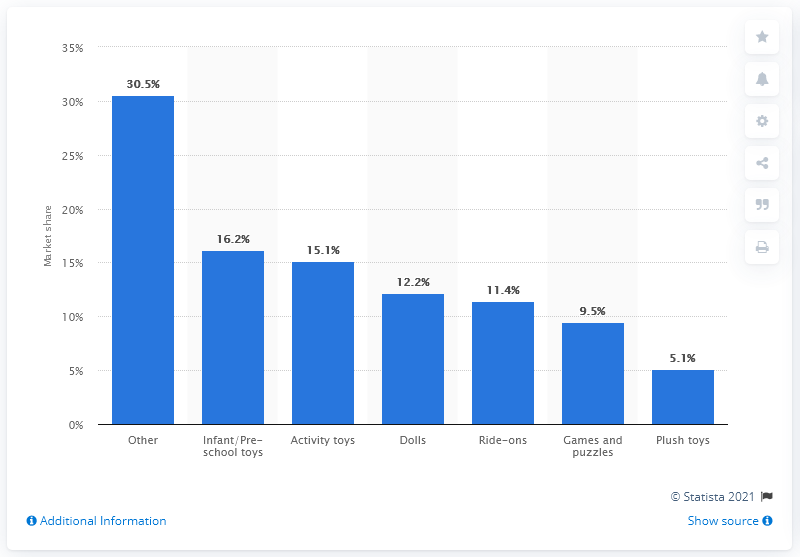 35%
30%
25%
20%
15%
10%
5%
0%
Market share
30.5%
16.2%
15.1%
12.2%
11.4%
9.5%
5.1%
Other
Infant/Pre-
school toys
Activity toys
Dolls
Ride-ons
Games and
puzzles
Plush toys
© Statista 2021
Additional Information
Show source